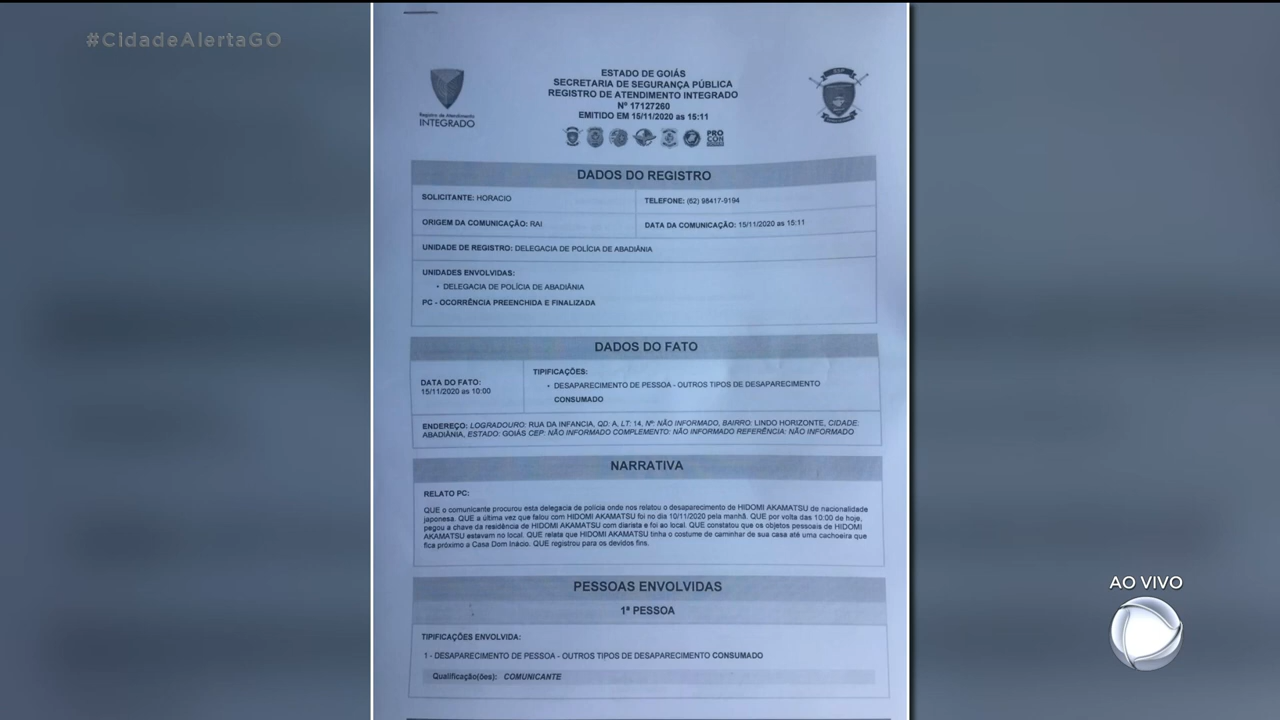 #CidadeAlertaGO
ESTADO DE GOIÁS
SECRETARIA DE SEGURANÇA PÚBLICA
REGISTRO DE ATENDIMENTO INTEGRADO
Nº 17127260
EMITIDO EM 15/11/2020 as 15:11
Registro de Atendimento
INTEGRADO
PRO
CON
DADOS DO REGISTRO
SOLICITANTE: HORACIO
TELEFONE: (62) 98417-9194
ORIGEM DA COMUNICAÇÃO: RAI
DATA DA COMUNICAÇÃO: 15/11/2020 as 15:11
UNIDADE DE REGISTRO: DELEGACIA DE POLÍCIA DE ABADIÂNIA
UNIDADES ENVOLVIDAS:
• DELEGACIA DE POLÍCIA DE ABADIÂNIA
PC - OCORRÊNCIA PREENCHIDA E FINALIZADA
DADOS DO FATO
DATA DO FATO:
15/11/2020 as 10:00
TIPIFICAÇÕES:
• DESAPARECIMENTO DE PESSOA - OUTROS TIPOS DE DESAPARECIMENTO
CONSUMADO
ENDEREÇO: LOGRADOURO: RUA DA INFANCIA, QD: A, LT: 14, Nº: NÃO INFORMADO, BAIRRO: LINDO HORIZONTE, CIDADE:
ABADIÂNIA, ESTADO: GOIÁS CEP: NÃO INFORMADO COMPLEMENTO: NÃO INFORMADO REFERÊNCIA: NÃO INFORMADO
NARRATIVA
RELATO PC:
QUE o comunicante procurou esta delegacia de polícia onde nos relatou o desaparecimento de HIDOMI AKAMATSU de nacionalidade
japonesa. QUE a última vez que falou com HIDOMI AKAMATSU foi no dia 10/11/2020 pela manhã. QUE por volta das 10:00 de hoje,
pegou a chave da residência de HIDOMI AKAMATSU com diarista e foi ao local. QUE constatou que os objetos pessoais de HIDOMI
AKAMATSU estavam no local. QUE relata que HIDOMI AKAMATSU tinha o costume de caminhar de sua casa até uma cachoeira que
fica próximo a Casa Dom Inácio. QUE registrou para os devidos fins.
PESSOAS ENVOLVIDAS
1ª PESSOA
TIPIFICAÇÕES ENVOLVIDA:
1 - DESAPARECIMENTO DE PESSOA - OUTROS TIPOS DE DESAPARECIMENTO CONSUMADO
Qualificação(ões): COMUNICANTE
AO VIVO